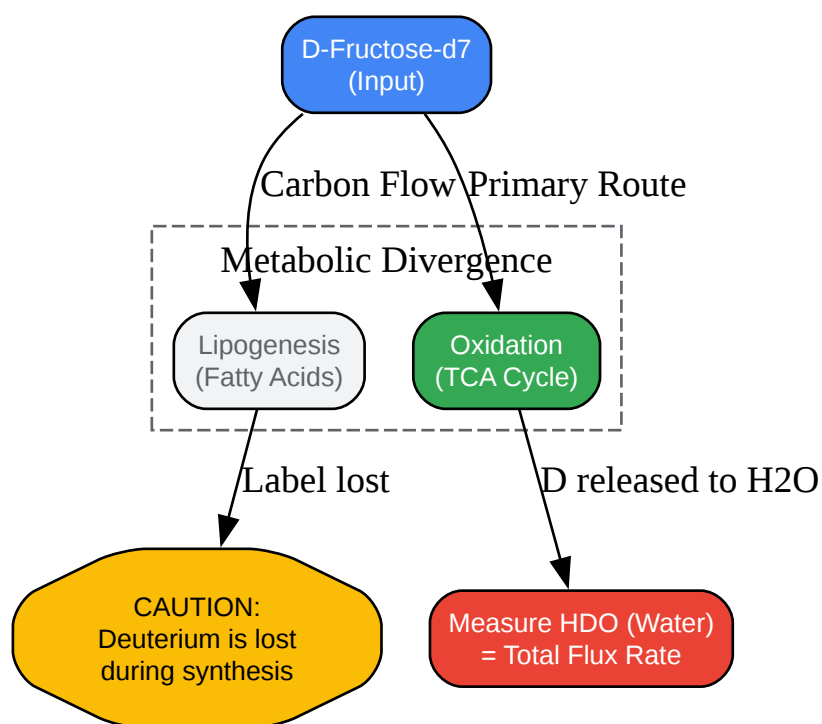 D-Fructose-d7
(Input)
Carbon Flow
Primary Route
Metabolic Divergence
Lipogenesis
(Fatty Acids)
Oxidation
(TCA Cycle)
Label lost
D released to H2O
CAUTION:
Deuterium is lost
during synthesis
Measure HDO (Water)
= Total Flux Rate